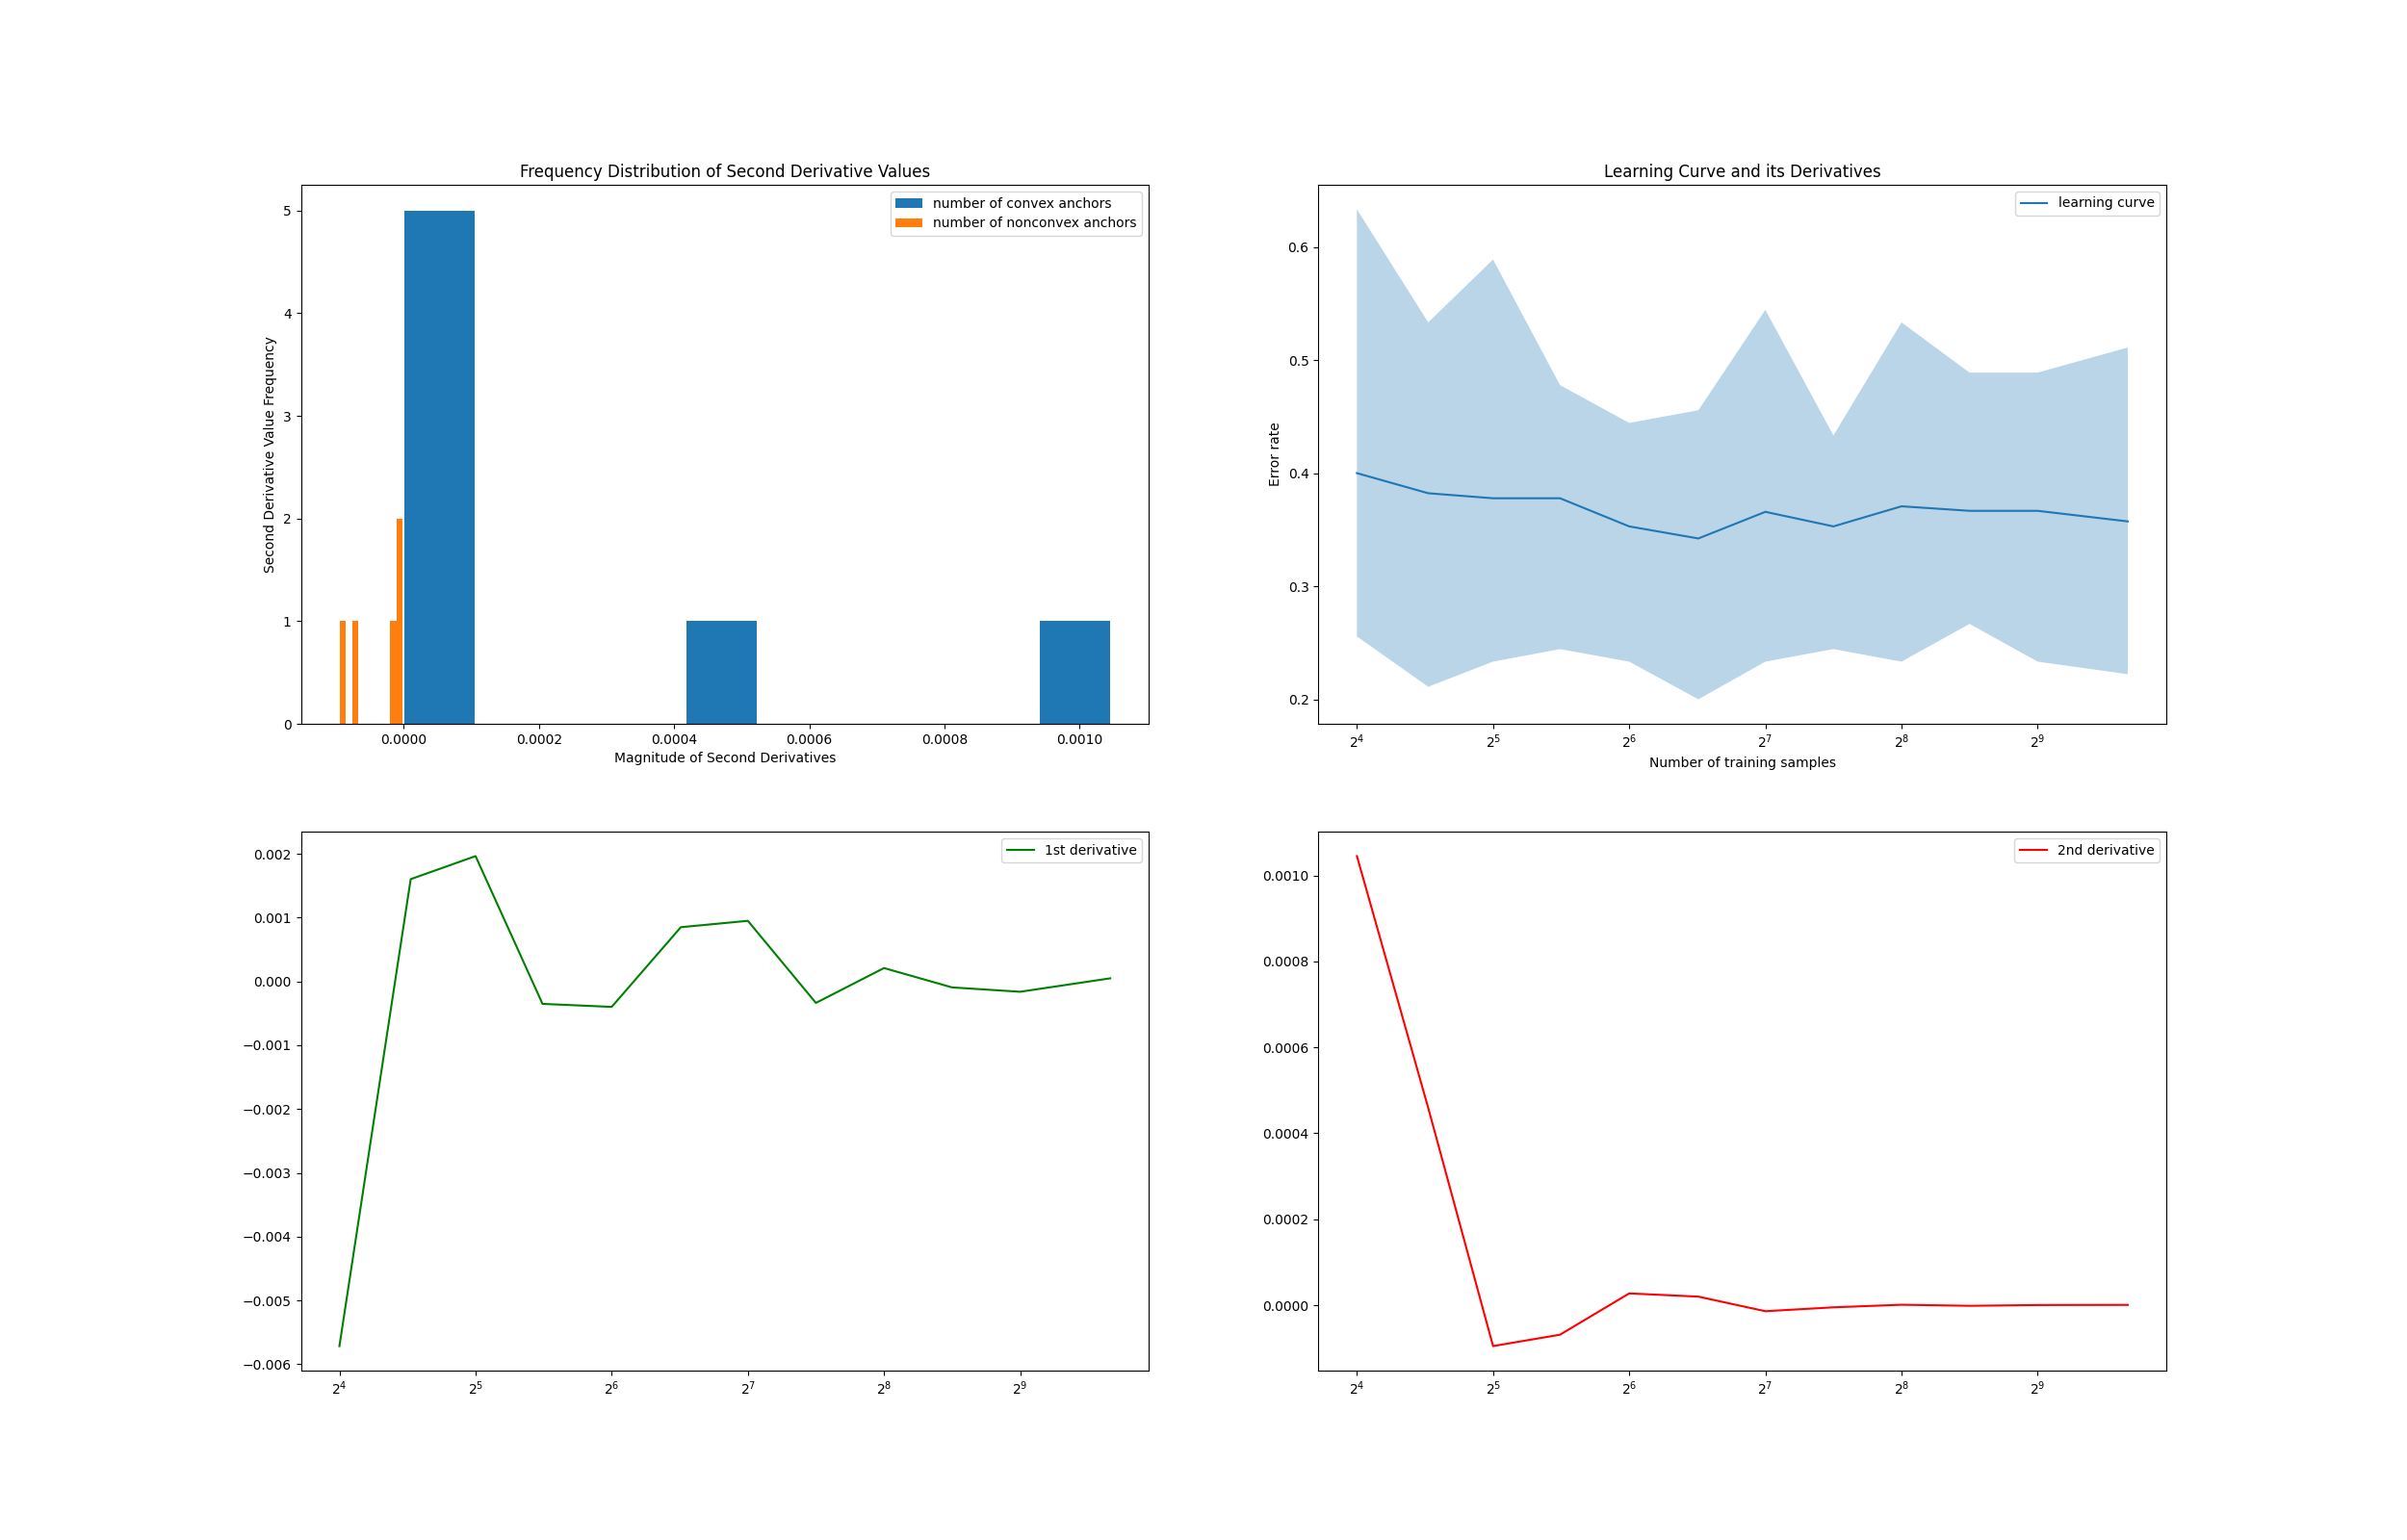 Frequency Distribution of Second Derivative Values
number of convex anchors
number of nonconvex anchors
Second Derivative Value Frequency
5
4
3
2
1
0
0.0000 0.0002 0.0004 0.0006 0.0008 0.0010
Magnitude of Second Derivatives
Learning Curve and its Derivatives
learning curve
Error rate
0.6
0.5
0.4
0.3
0.2
2⁴ 2⁵ 2⁶ 2⁷ 2⁸ 2⁹
Number of training samples
1st derivative
0.002
0.001
0.000
−0.001
−0.002
−0.003
−0.004
−0.005
−0.006
2⁴ 2⁵ 2⁶ 2⁷ 2⁸ 2⁹
2nd derivative
0.0010
0.0008
0.0006
0.0004
0.0002
0.0000
2⁴ 2⁵ 2⁶ 2⁷ 2⁸ 2⁹